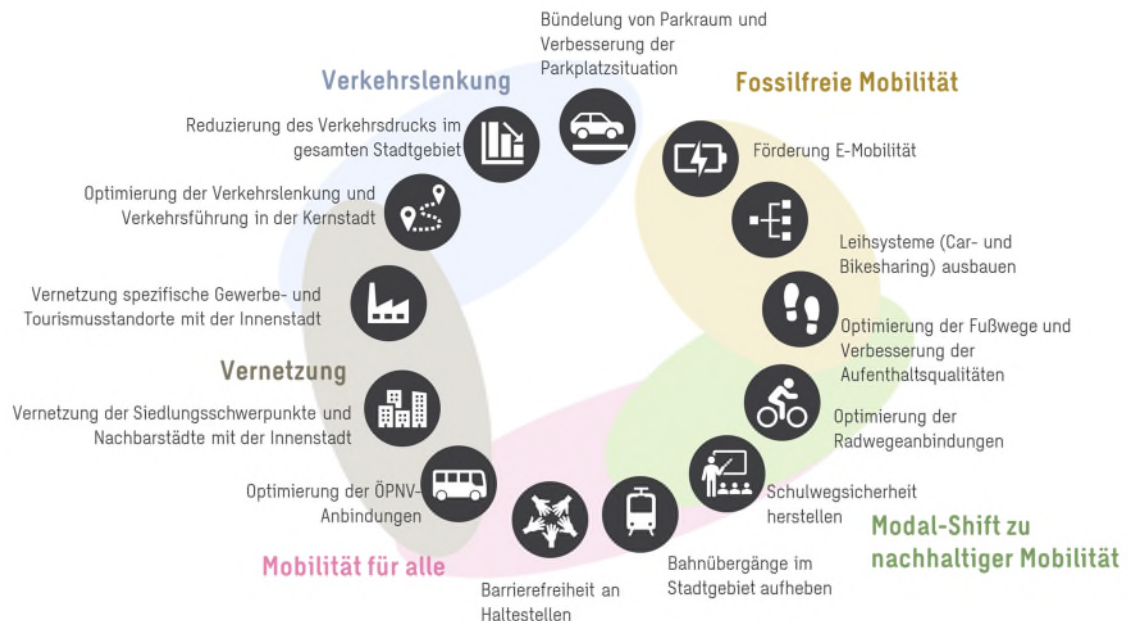 Bündelung von Parkraum und
Verbesserung der
Parkplatzsituation
Verkehrslenkung
Fossilfreie Mobilität
Reduzierung des Verkehrsdrucks im
gesamten Stadtgebiet
Förderung E-Mobilität
Optimierung der Verkehrslenkung und
Verkehrsführung in der Kernstadt
Leihsysteme (Car- und
Bikesharing) ausbauen
Vernetzung spezifische Gewerbe- und
Tourismusstandorte mit der Innenstadt
Optimierung der Fußwege und
Verbesserung der
Aufenthaltsqualitäten
Vernetzung
Vernetzung der Siedlungsschwerpunkte und
Nachbarstädte mit der Innenstadt
Optimierung der
Radwegeanbindungen
Optimierung der ÖPNV-
Anbindungen
Schulwegsicherheit
herstellen
Modal-Shift zu
nachhaltiger Mobilität
Mobilität für alle
Bahnübergänge im
Stadtgebiet aufheben
Barrierefreiheit an
Haltestellen